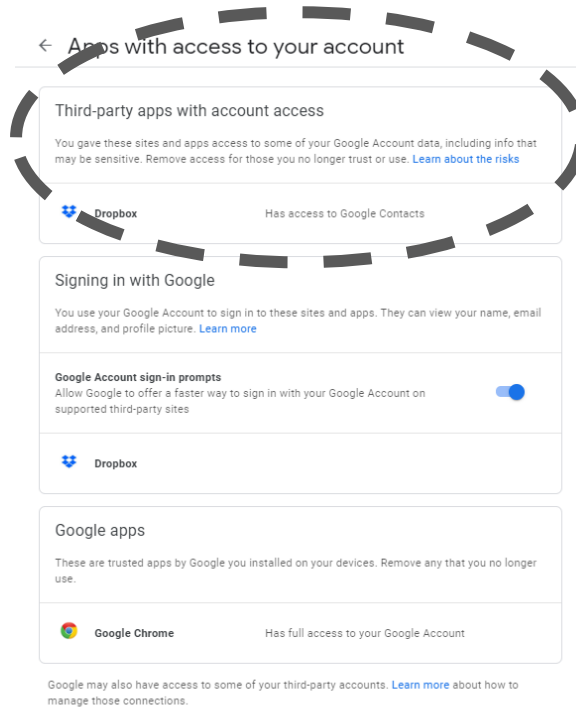 ← Apps with access to your account
Third-party apps with account access
You gave these sites and apps access to some of your Google Account data, including info that
may be sensitive. Remove access for those you no longer trust or use. Learn about the risks
Dropbox Has access to Google Contacts
Signing in with Google
You use your Google Account to sign in to these sites and apps. They can view your name, email
address, and profile picture. Learn more
Google Account sign-in prompts
Allow Google to offer a faster way to sign in with your Google Account on
supported third-party sites
Dropbox
Google apps
These are trusted apps by Google you installed on your devices. Remove any that you no longer
use.
Google Chrome Has full access to your Google Account
Google may also have access to some of your third-party accounts. Learn more about how to
manage those connections.